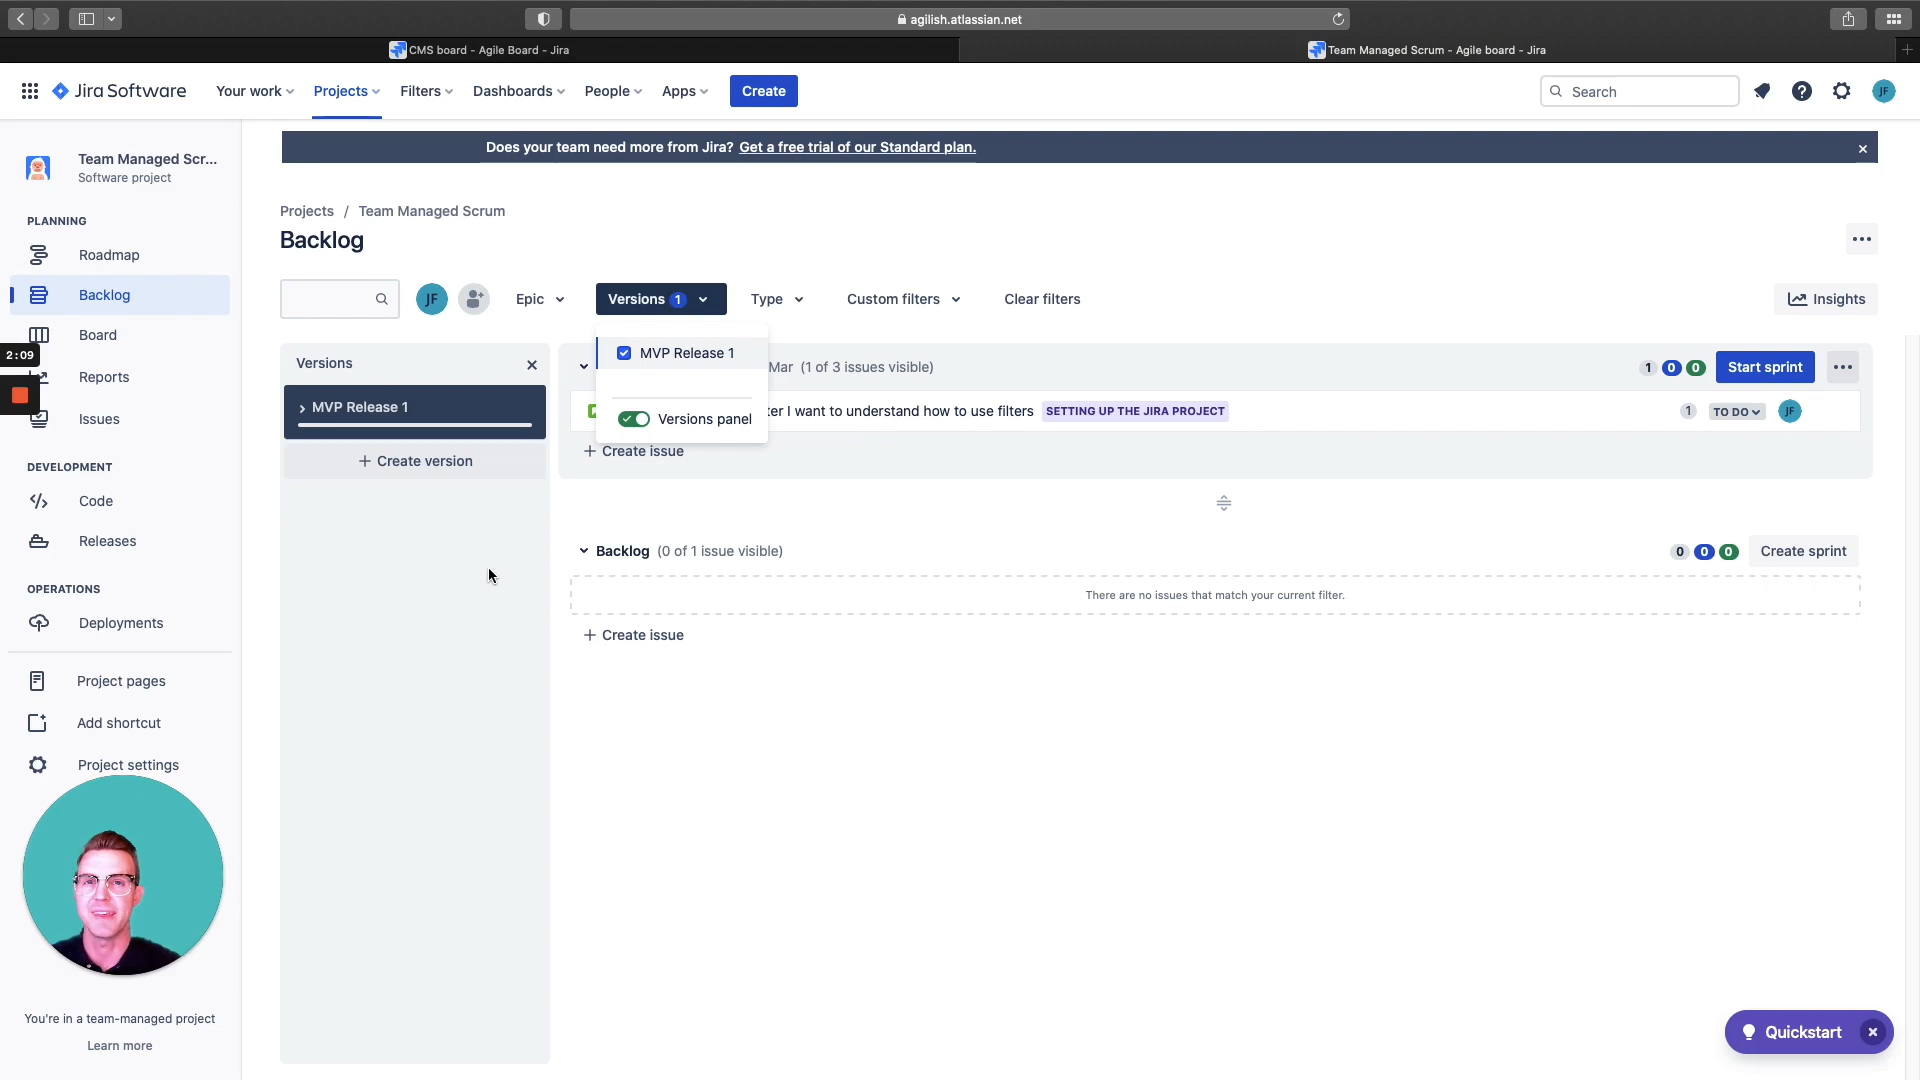 agilish.atlassian.net
CMS board - Agile Board - Jira
Team Managed Scrum - Agile board - Jira
Jira Software
Your work
Projects
Filters
Dashboards
People
Apps
Create
Search
JF
Team Managed Scr...
Software project
Does your team need more from Jira? Get a free trial of our Standard plan.
PLANNING
Roadmap
Backlog
Board
2:09
Reports
Issues
DEVELOPMENT
Code
Releases
OPERATIONS
Deployments
Project pages
Add shortcut
Project settings
You're in a team-managed project
Learn more
Projects / Team Managed Scrum
Backlog
JF
Epic
Versions 1
Type
Custom filters
Clear filters
Insights
MVP Release 1
Versions panel
Versions
MVP Release 1
+ Create version
Mar (1 of 3 issues visible)
1 0 0
Start sprint
I want to understand how to use filters
SETTING UP THE JIRA PROJECT
1
TO DO
JF
+ Create issue
Backlog (0 of 1 issue visible)
0 0 0
Create sprint
There are no issues that match your current filter.
+ Create issue
Quickstart